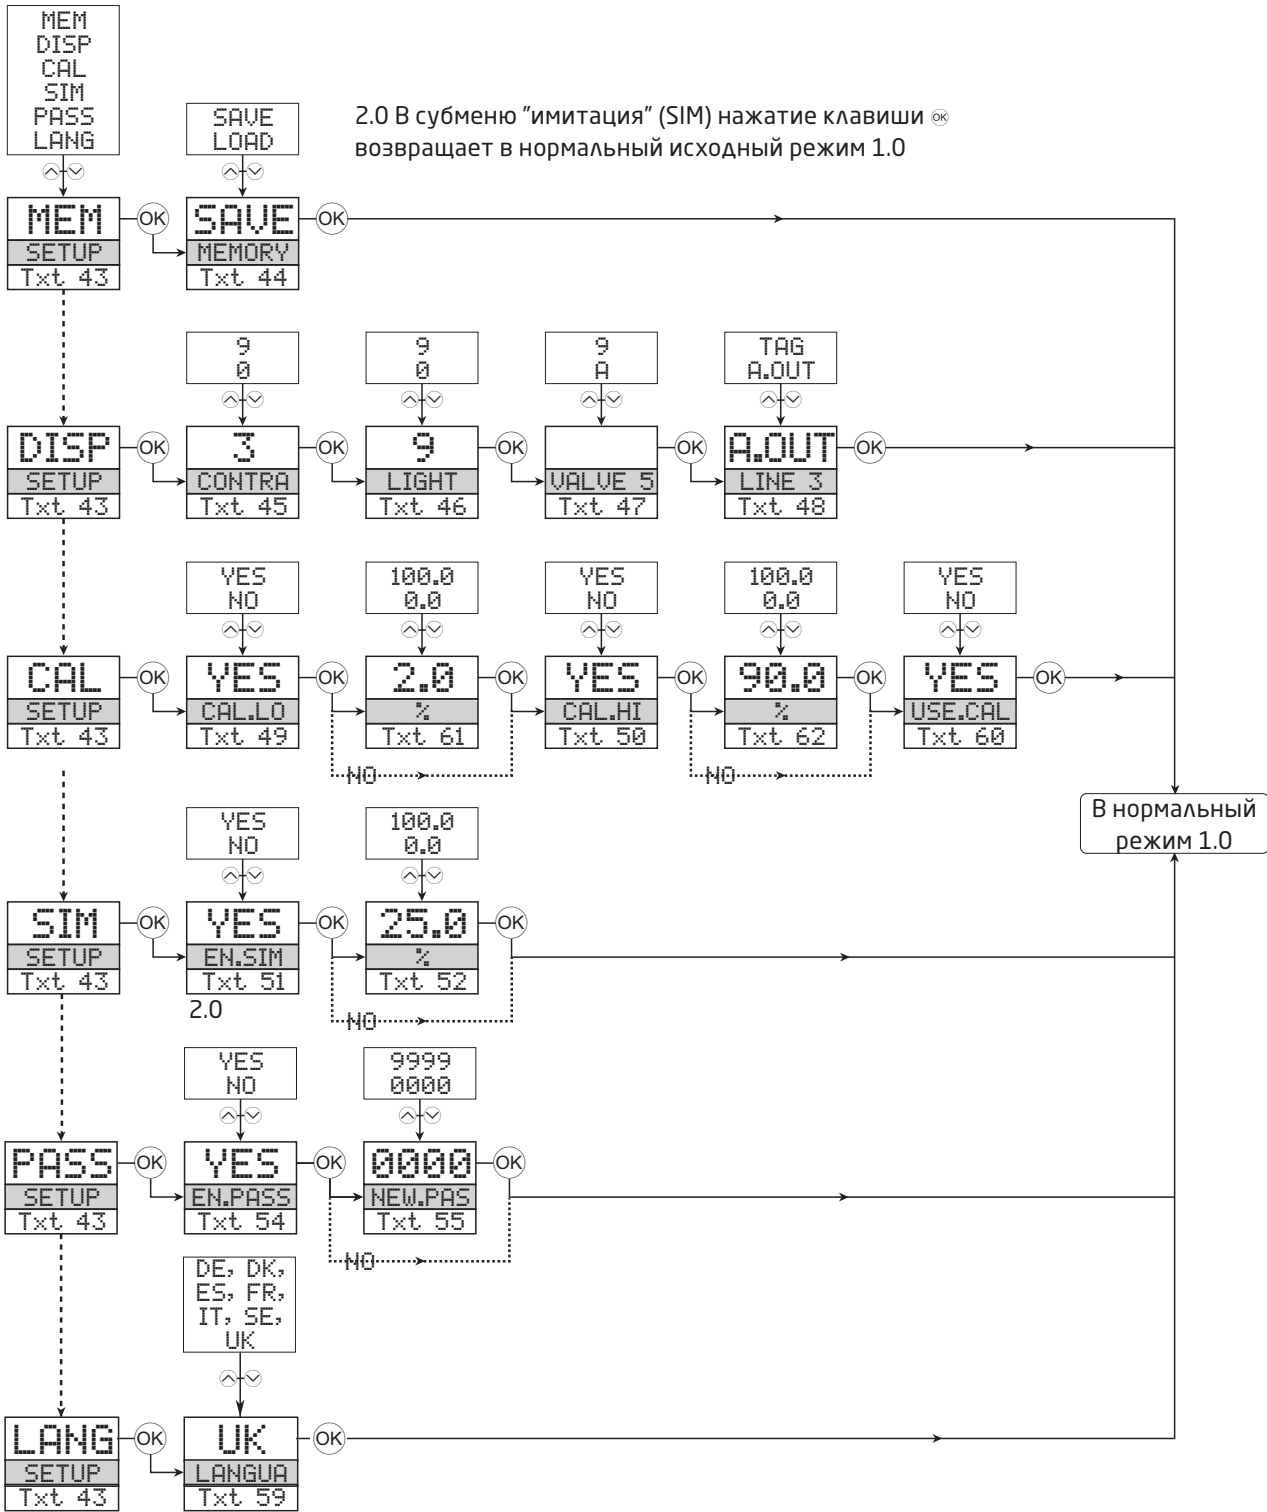 MEM
DISP
CAL
SIM
PASS
LANG
SAVE
LOAD
2.0 В субменю "имитация" (SIM) нажатие клавиши OK
возвращает в нормальный исходный режим 1.0
MEM
SETUP
Txt 43
OK
SAVE
MEMORY
Txt 44
OK
9
0
9
0
9
A
TAG
A.OUT
DISP
SETUP
Txt 43
OK
3
CONTRA
Txt 45
OK
9
LIGHT
Txt 46
OK
VALVE 5
Txt 47
OK
A.OUT
LINE 3
Txt 48
OK
YES
NO
100.0
0.0
YES
NO
100.0
0.0
YES
NO
CAL
SETUP
Txt 43
OK
YES
CAL.LO
Txt 49
OK
2.0
%
Txt 61
OK
YES
CAL.HI
Txt 50
OK
90.0
%
Txt 62
OK
YES
USE.CAL
Txt 60
OK
NO
NO
В нормальный
режим 1.0
YES
NO
100.0
0.0
SIM
SETUP
Txt 43
OK
YES
EN.SIM
Txt 51
OK
25.0
%
Txt 52
OK
2.0
NO
YES
NO
9999
0000
PASS
SETUP
Txt 43
OK
YES
EN.PASS
Txt 54
OK
0000
NEW.PAS
Txt 55
OK
NO
DE, DK,
ES, FR,
IT, SE,
UK
LANG
SETUP
Txt 43
OK
UK
LANGUA
Txt 59
OK